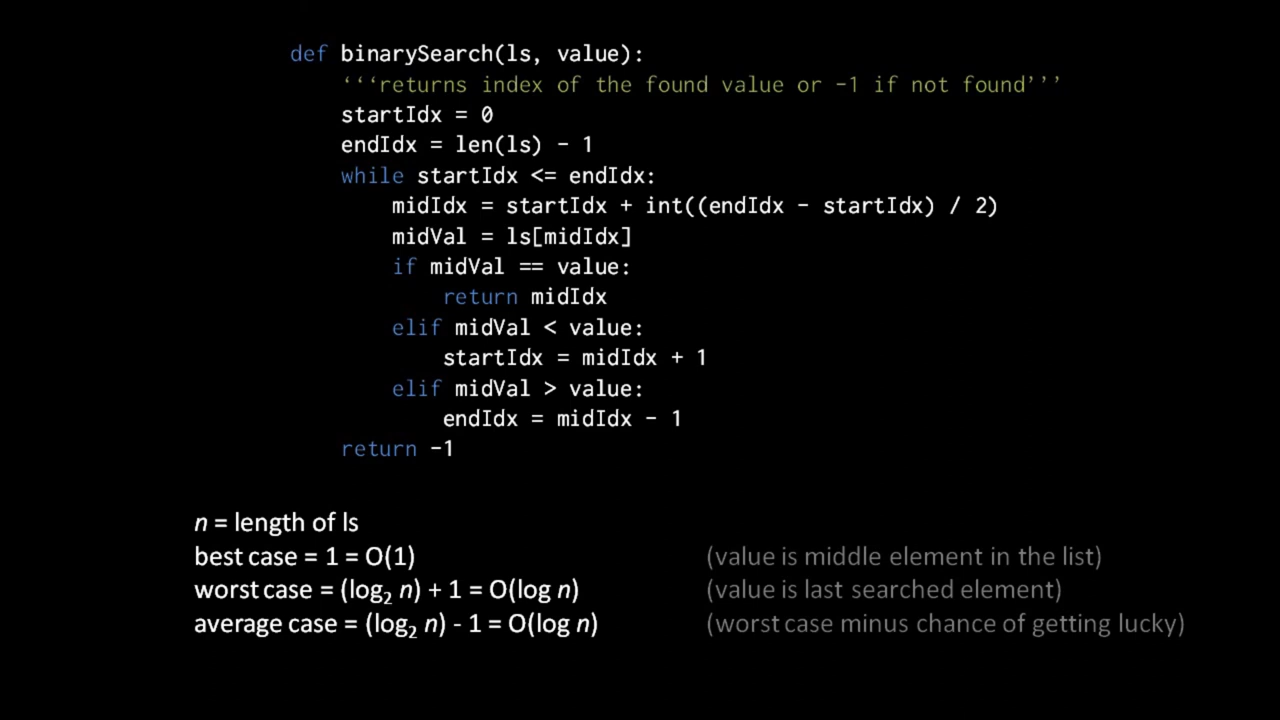 def binarySearch(ls, value):
‘‘‘returns index of the found value or -1 if not found’’’
startIdx = 0
endIdx = len(ls) - 1
while startIdx <= endIdx:
midIdx = startIdx + int((endIdx - startIdx) / 2)
midVal = ls[midIdx]
if midVal == value:
return midIdx
elif midVal < value:
startIdx = midIdx + 1
elif midVal > value:
endIdx = midIdx - 1
return -1
n = length of ls
best case = 1 = O(1) (value is middle element in the list)
worst case = (log₂ n) + 1 = O(log n) (value is last searched element)
average case = (log₂ n) - 1 = O(log n) (worst case minus chance of getting lucky)